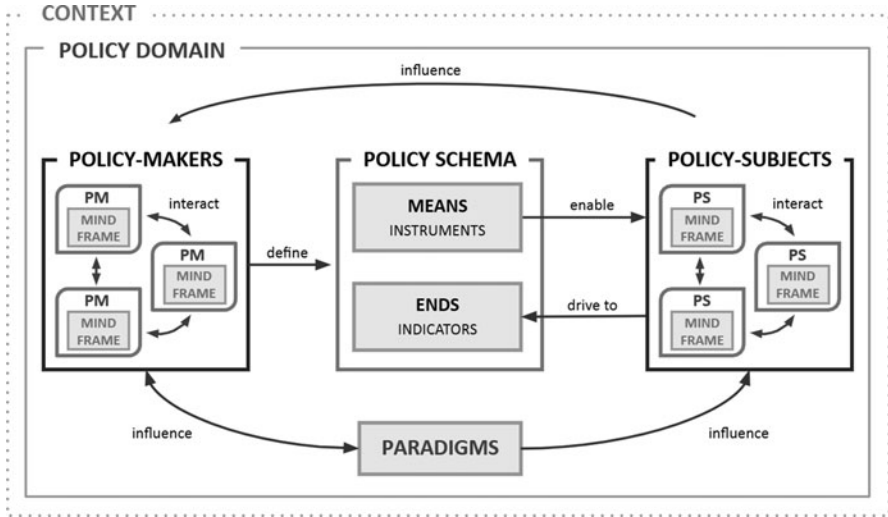 CONTEXT
POLICY DOMAIN
influence
POLICY-MAKERS
PM
MIND
FRAME
interact
PM
MIND
FRAME
PM
MIND
FRAME
define
POLICY SCHEMA
MEANS
INSTRUMENTS
ENDS
INDICATORS
enable
drive to
POLICY-SUBJECTS
PS
MIND
FRAME
interact
PS
MIND
FRAME
PS
MIND
FRAME
influence
PARADIGMS
influence